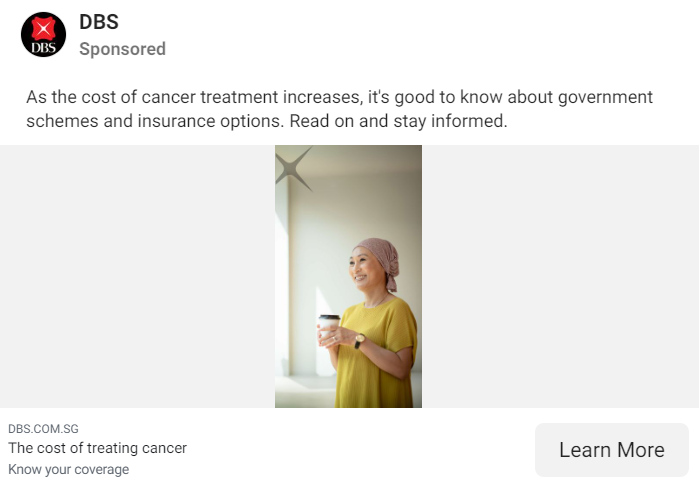 DBS
DBS
Sponsored
As the cost of cancer treatment increases, it's good to know about government
schemes and insurance options. Read on and stay informed.
DBS.COM.SG
The cost of treating cancer
Know your coverage
Learn More